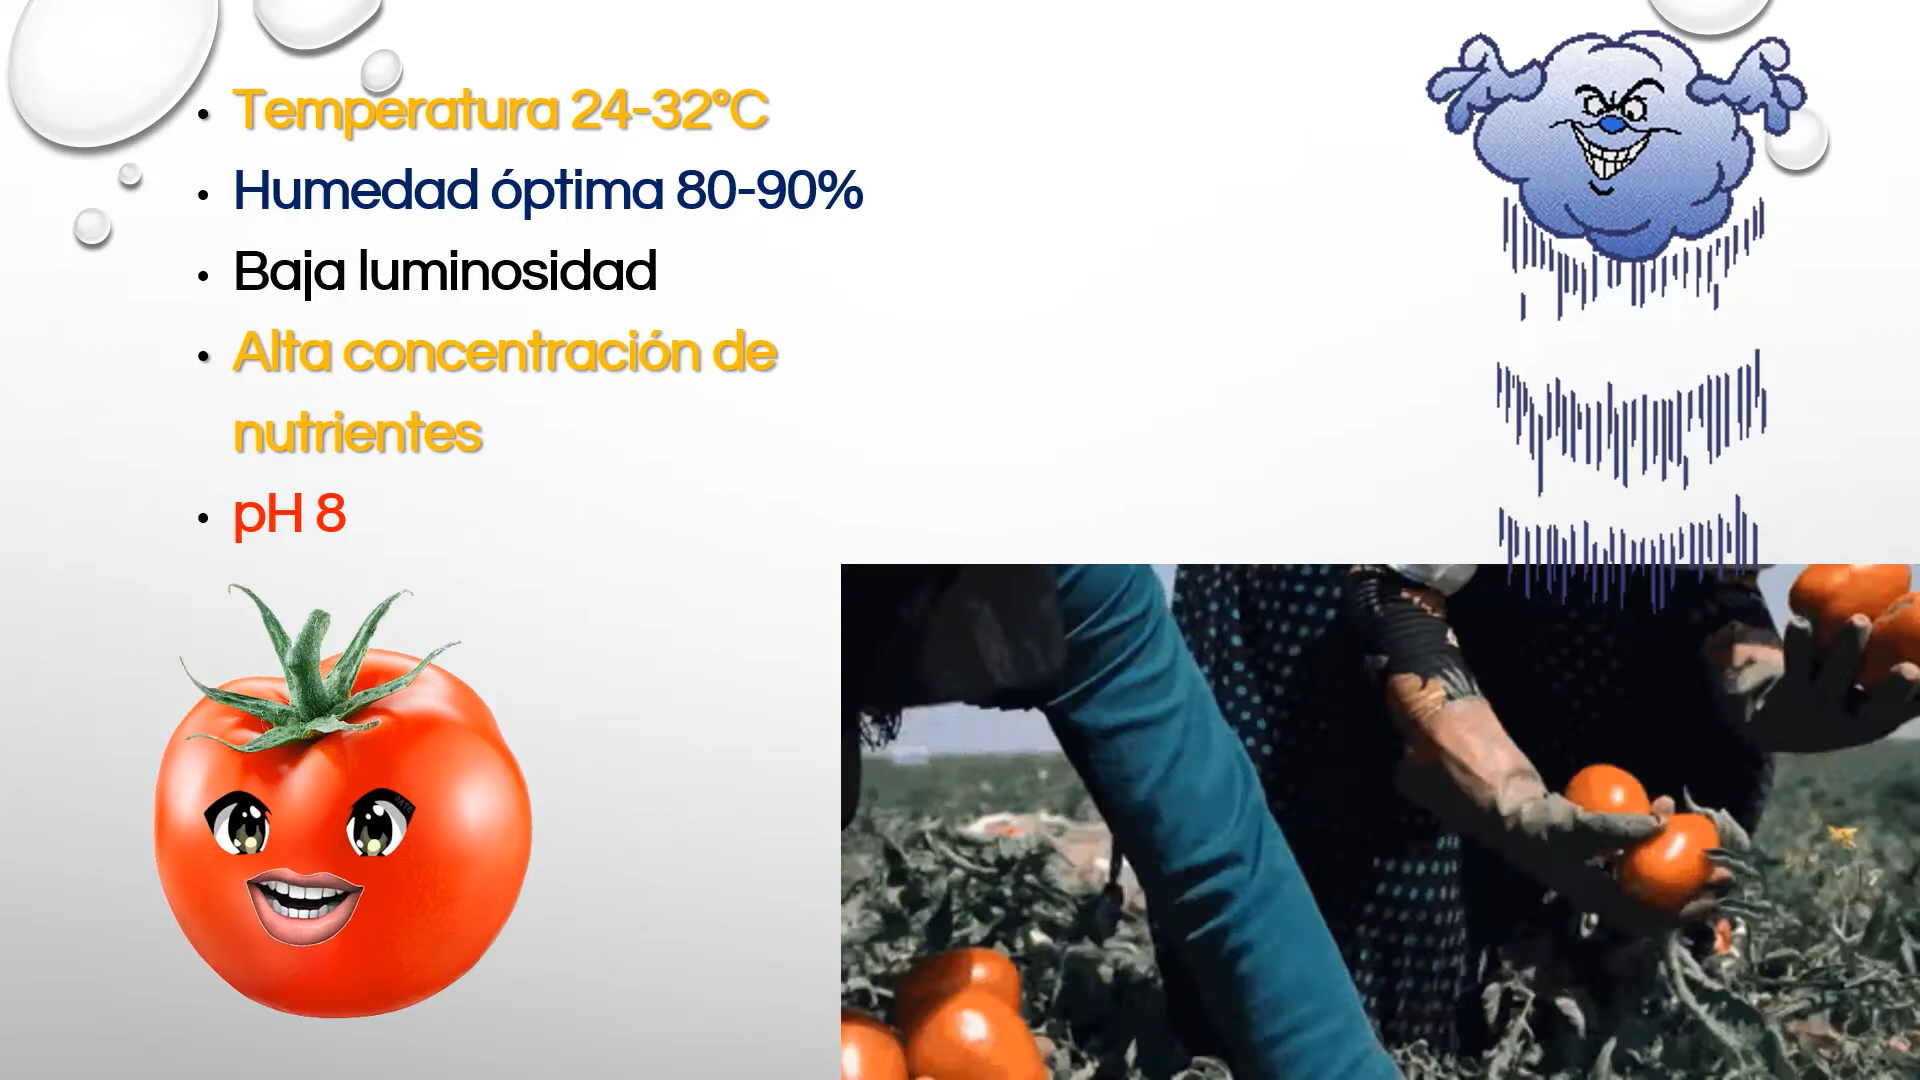 Temperatura 24-32°C
Humedad óptima 80-90%
Baja luminosidad
Alta concentración de
nutrientes
pH 8